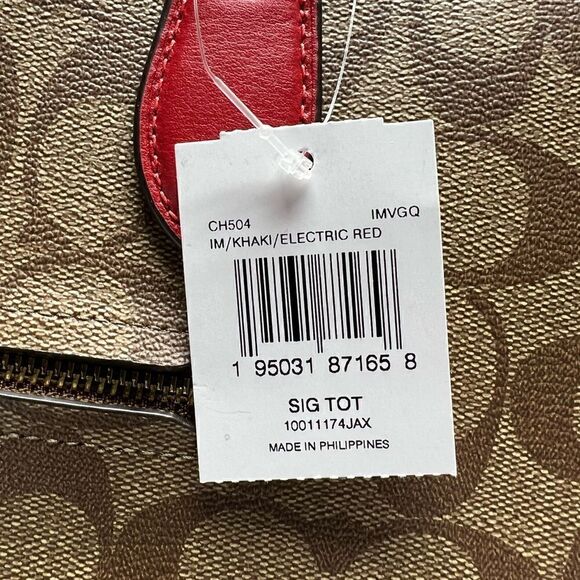 CH504 IMVGQ
IM/KHAKI/ELECTRIC RED
1 95031 87165 8
SIG TOT
10011174JAX
MADE IN PHILIPPINES